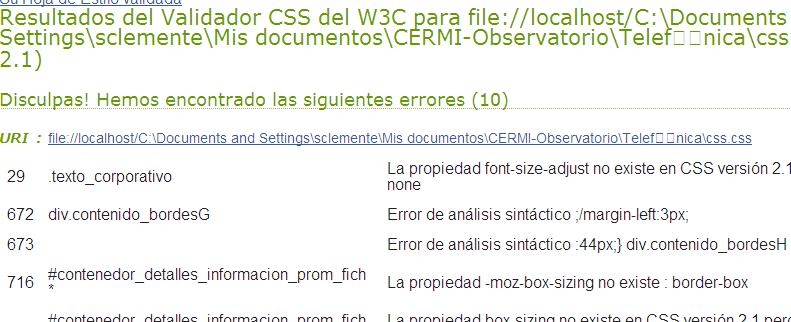 Su Hoja de Estilo validada
Resultados del Validador CSS del W3C para file://localhost/C:\Documents
Settings\sclemente\Mis documentos\CERMI-Observatorio\Telef□□nica\css
2.1)
Disculpas! Hemos encontrado las siguientes errores (10)
URI : file://localhost/C:\Documents and Settings\sclemente\Mis documentos\CERMI-Observatorio\Telef□□nica\css.css
29 .texto_corporativo La propiedad font-size-adjust no existe en CSS versión 2.1
none
672 div.contenido_bordesG Error de análisis sintáctico ;/margin-left:3px;
673 Error de análisis sintáctico :44px;} div.contenido_bordesH
716 #contenedor_detalles_informacion_prom_fich
* La propiedad -moz-box-sizing no existe : border-box
#contenedor_detalles_informacion_prom_fich La propiedad box-sizing no existe en CSS versión 2.1 pero